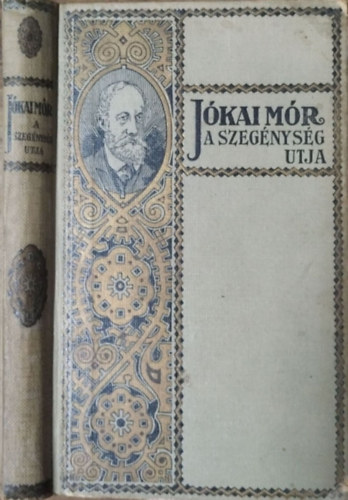 JÓKAI MÓR
A
SZEGÉNYSÉG
UTJA
JÓKAI MÓR
A SZEGÉNYSÉG
UTJA